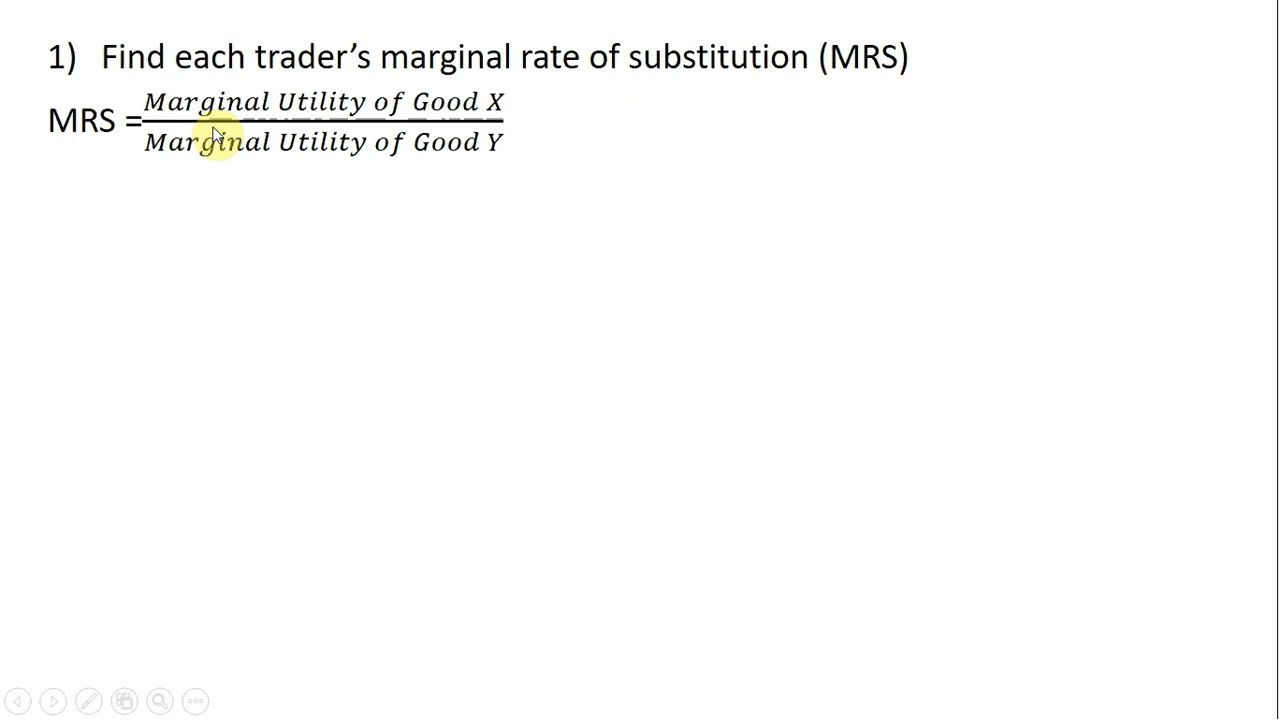 1) Find each trader’s marginal rate of substitution (MRS)
MRS = Marginal Utility of Good X
Marginal Utility of Good Y